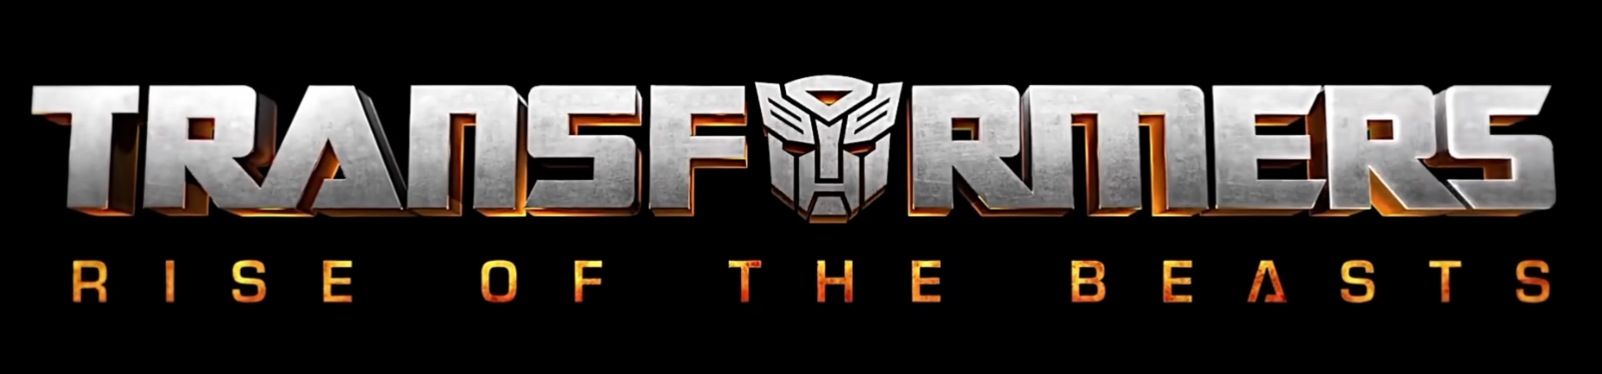 TRANSFORMERS
RISE OF THE BEASTS